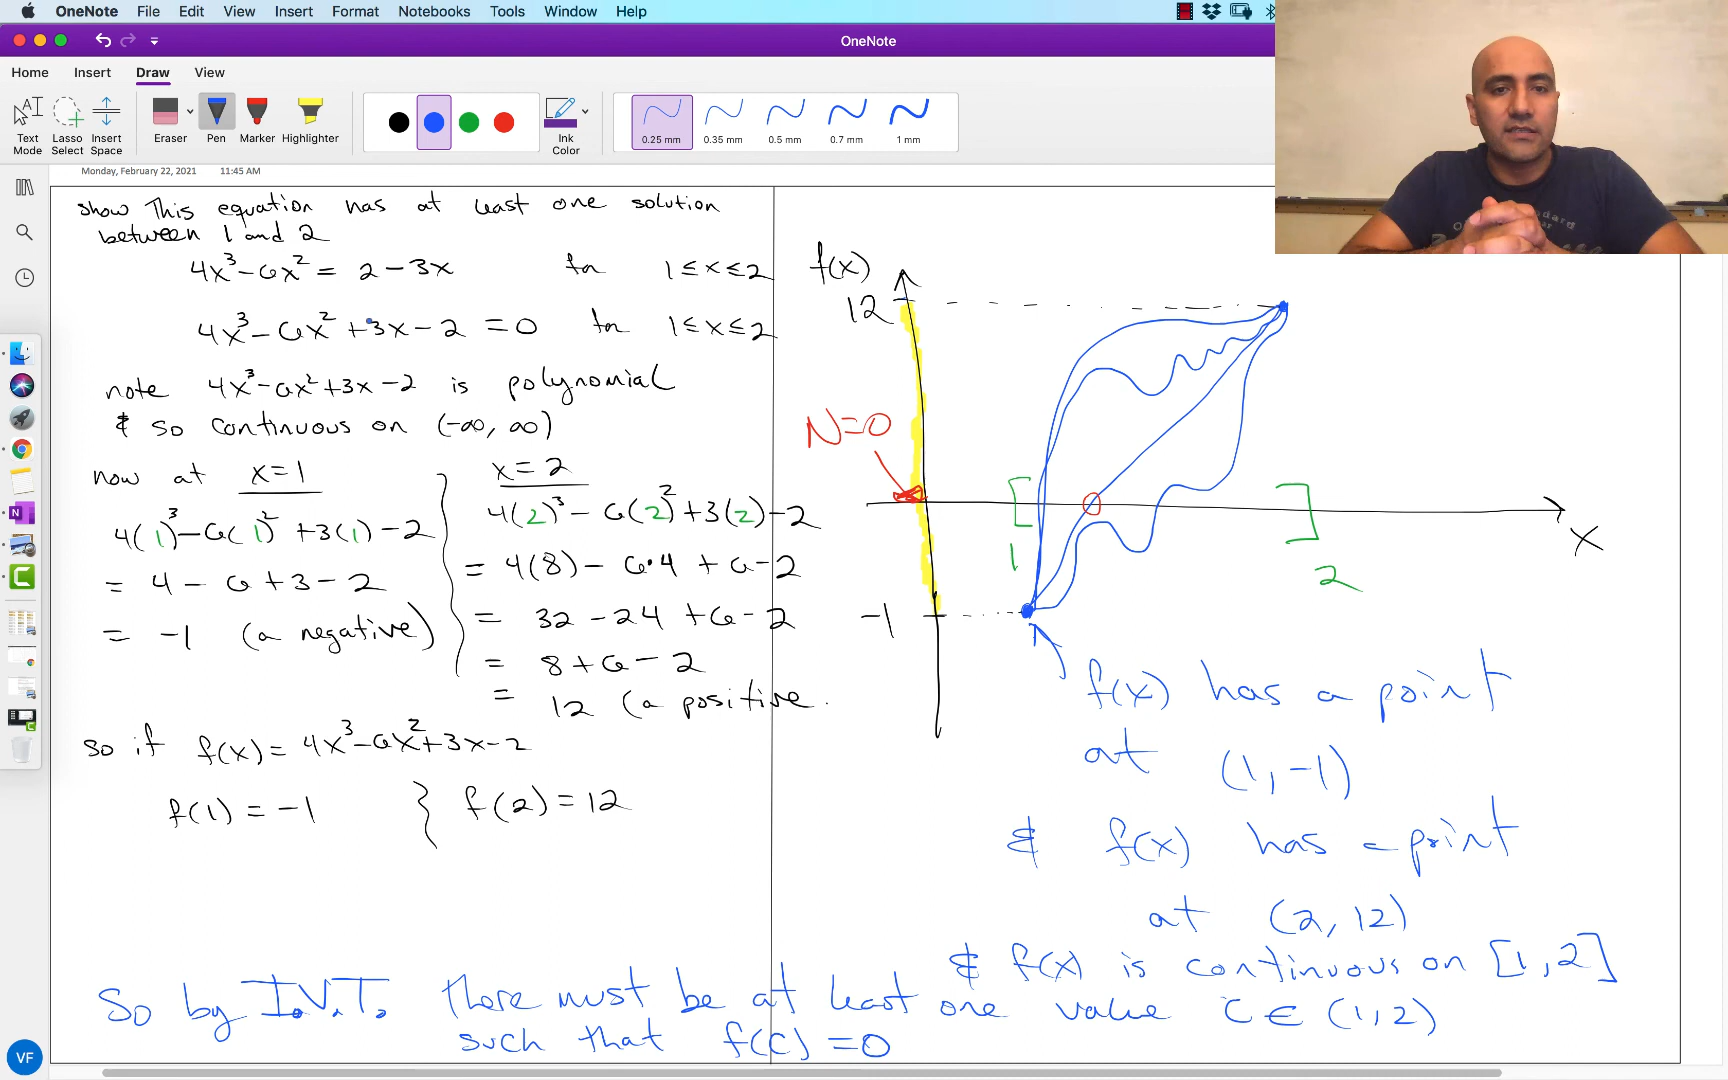 OneNote File Edit View Insert Format Notebooks Tools Window Help
OneNote
Home Insert Draw View
Text Mode
Lasso Select
Insert Space
Eraser
Pen
Marker
Highlighter
Ink Color
0.25 mm
0.35 mm
0.5 mm
0.7 mm
1 mm
Monday, February 22, 2021 11:45 AM
show This equation has at least one solution
between 1 and 2
4x³-6x² = 2-3x for 1≤x≤2
4x³-6x²+3x-2 = 0 for 1≤x≤2
note 4x³-6x²+3x-2 is polynomial
& so continuous on (-∞, ∞)
now at x=1
4(1)³-6(1)²+3(1)-2
= 4-6+3-2
= -1 (a negative)
x=2
4(2)³-6(2)²+3(2)-2
= 4(8)-6·4+6-2
= 32-24+6-2
= 8+6-2
= 12 (a positive.
so if f(x)= 4x³-6x²+3x-2
f(1) = -1 } f(2) = 12
f(x)
12
N=0
[ ]
1
2
x
-1
f(x) has a point
at (1,-1)
& f(x) has a point
at (2,12)
& f(x) is continuous on [1,2]
So by I.V.T. there must be at least one value C∈(1,2)
such that f(c)=0
VF